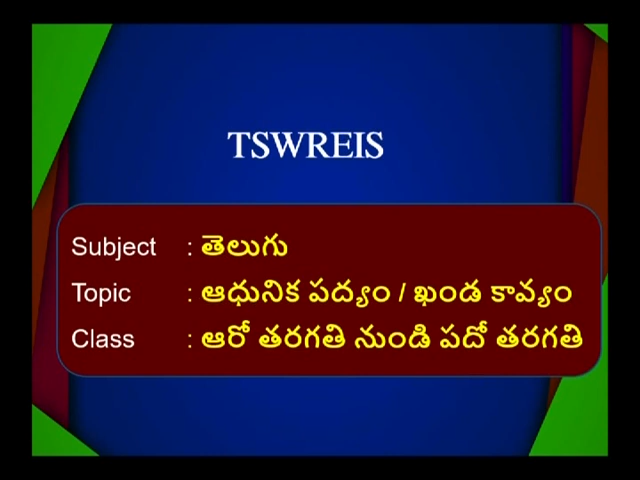 TSWREIS
Subject : తెలుగు
Topic : ఆధునిక పద్యం / ఖండ కావ్యం
Class : ఆరో తరగతి నుండి పదో తరగతి